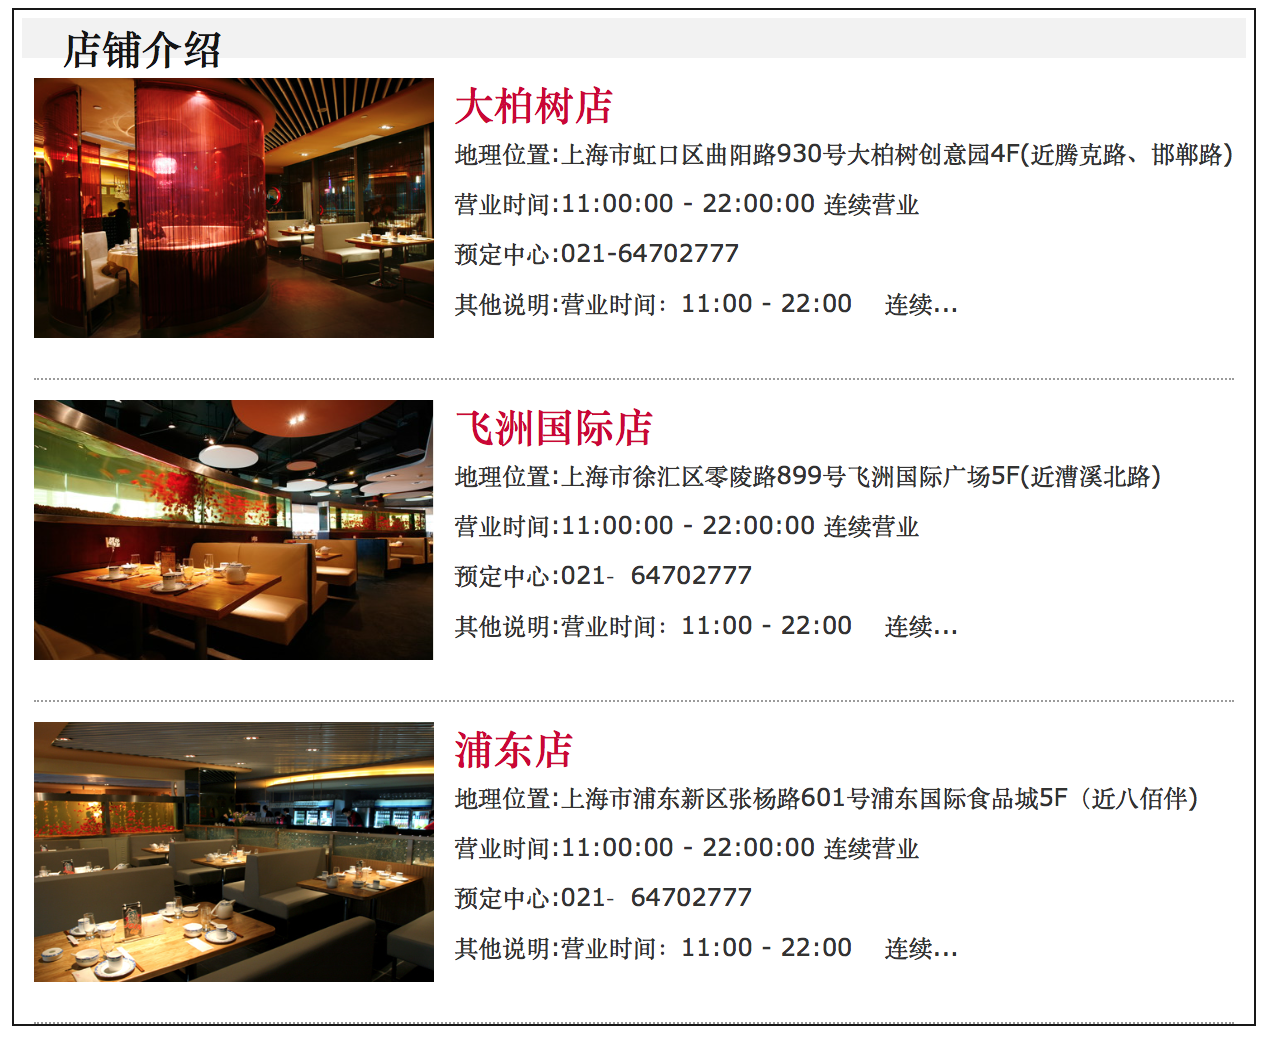 店铺介绍
大柏树店
地理位置:上海市虹口区曲阳路930号大柏树创意园4F(近腾克路、邯郸路)
营业时间:11:00:00 - 22:00:00 连续营业
预定中心:021-64702777
其他说明:营业时间：11:00 - 22:00　连续...
飞洲国际店
地理位置:上海市徐汇区零陵路899号飞洲国际广场5F(近漕溪北路)
营业时间:11:00:00 - 22:00:00 连续营业
预定中心:021- 64702777
其他说明:营业时间：11:00 - 22:00　连续...
浦东店
地理位置:上海市浦东新区张杨路601号浦东国际食品城5F（近八佰伴)
营业时间:11:00:00 - 22:00:00 连续营业
预定中心:021- 64702777
其他说明:营业时间：11:00 - 22:00　连续...